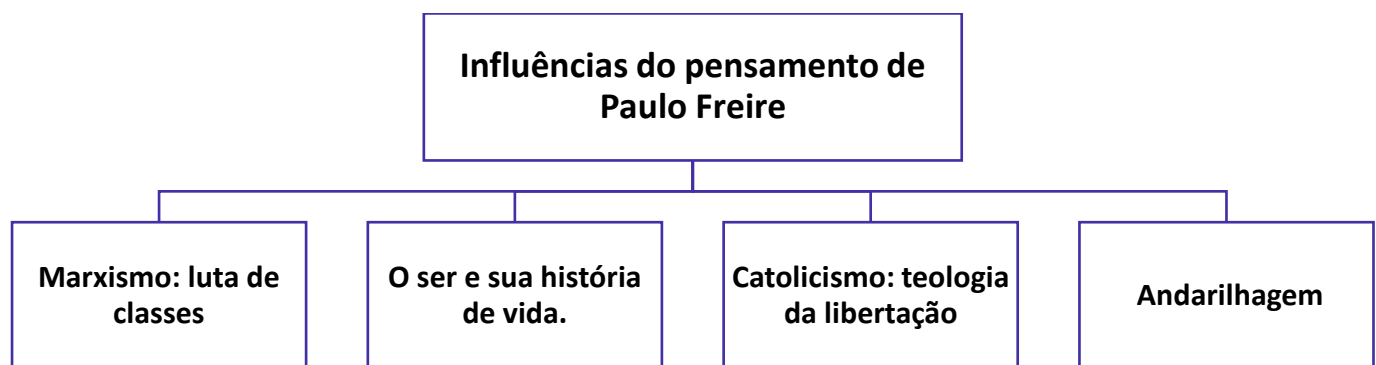 Influências do pensamento de
Paulo Freire
Marxismo: luta de
classes
O ser e sua história
de vida.
Catolicismo: teologia
da libertação
Andarilhagem